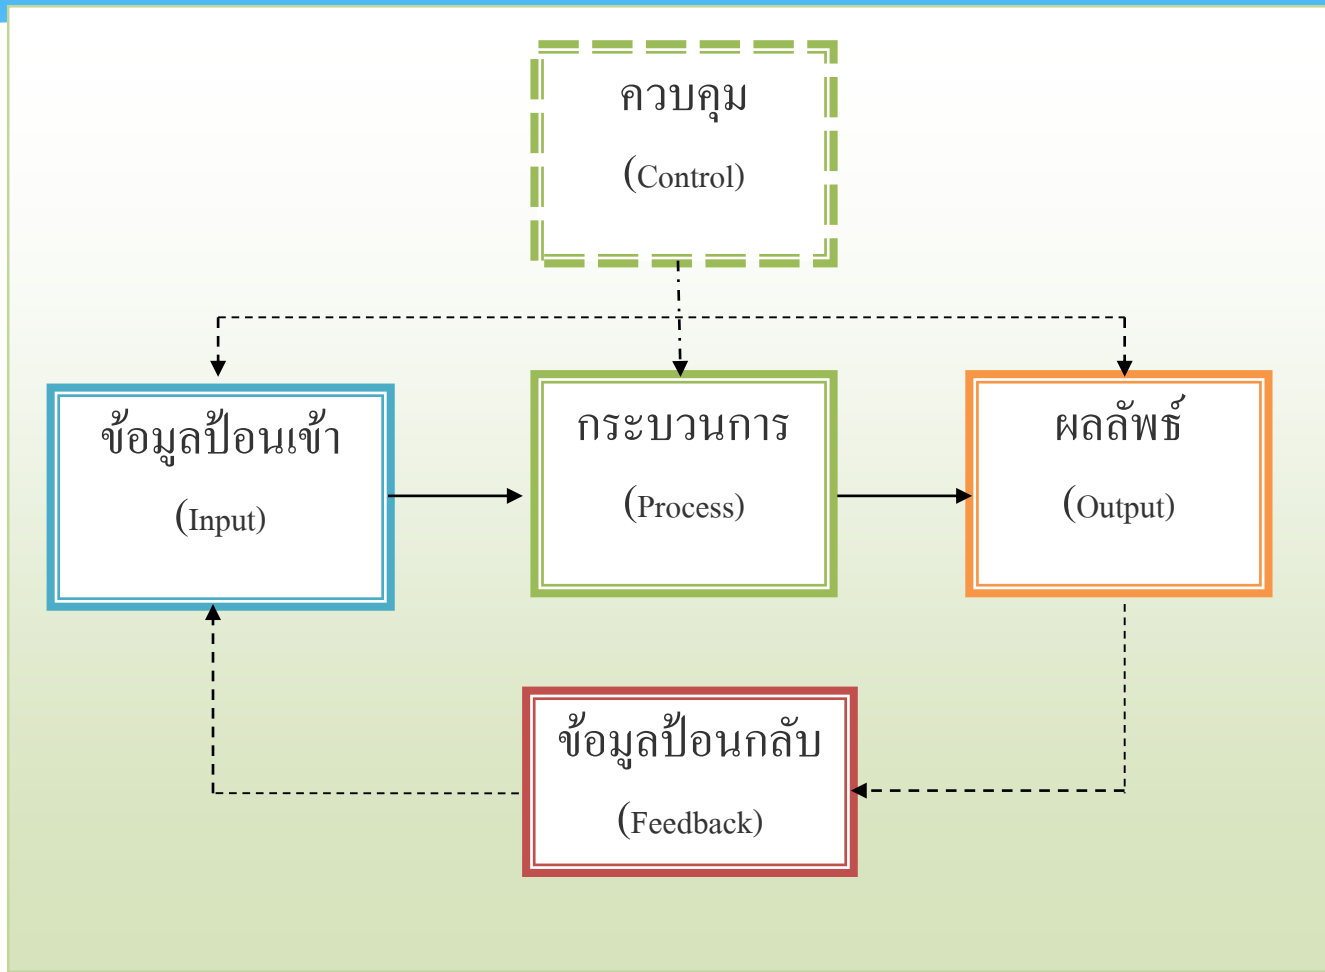 ควบคุม
(Control)
ข้อมูลป้อนเข้า
(Input)
กระบวนการ
(Process)
ผลลัพธ์
(Output)
ข้อมูลป้อนกลับ
(Feedback)